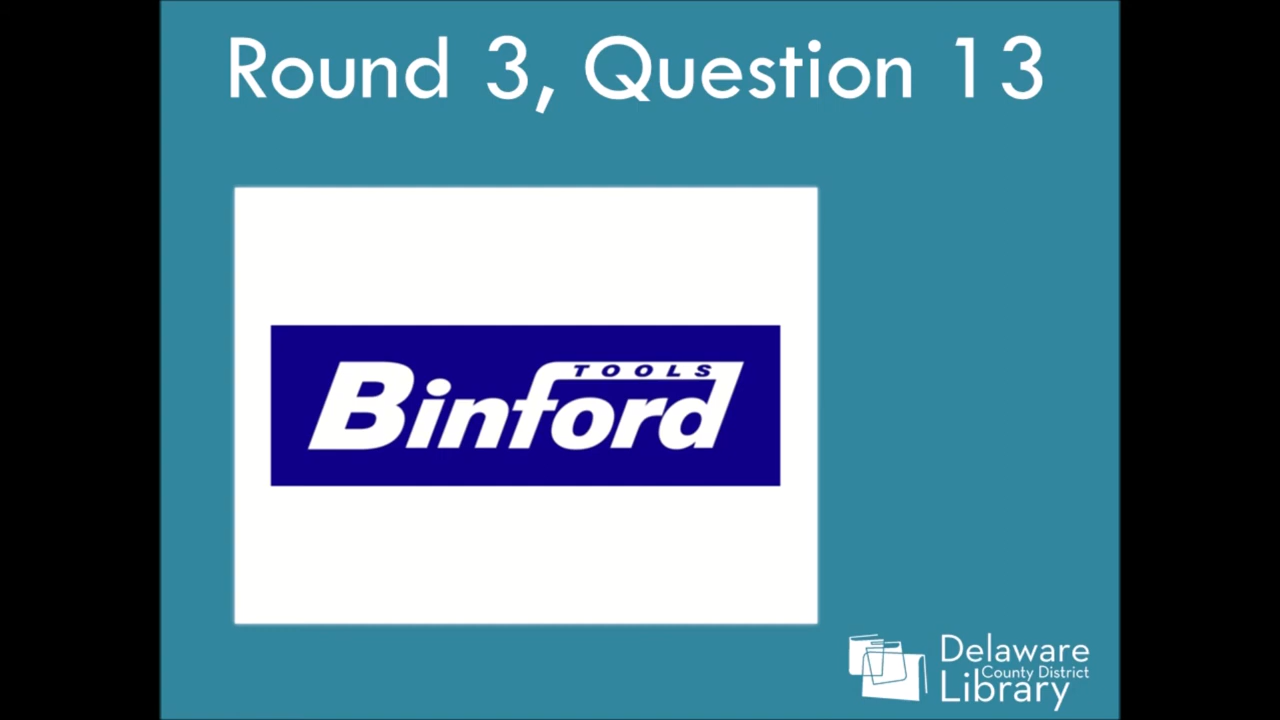 Round 3, Question 13
TOOLS
Binford
Delaware
County District
Library